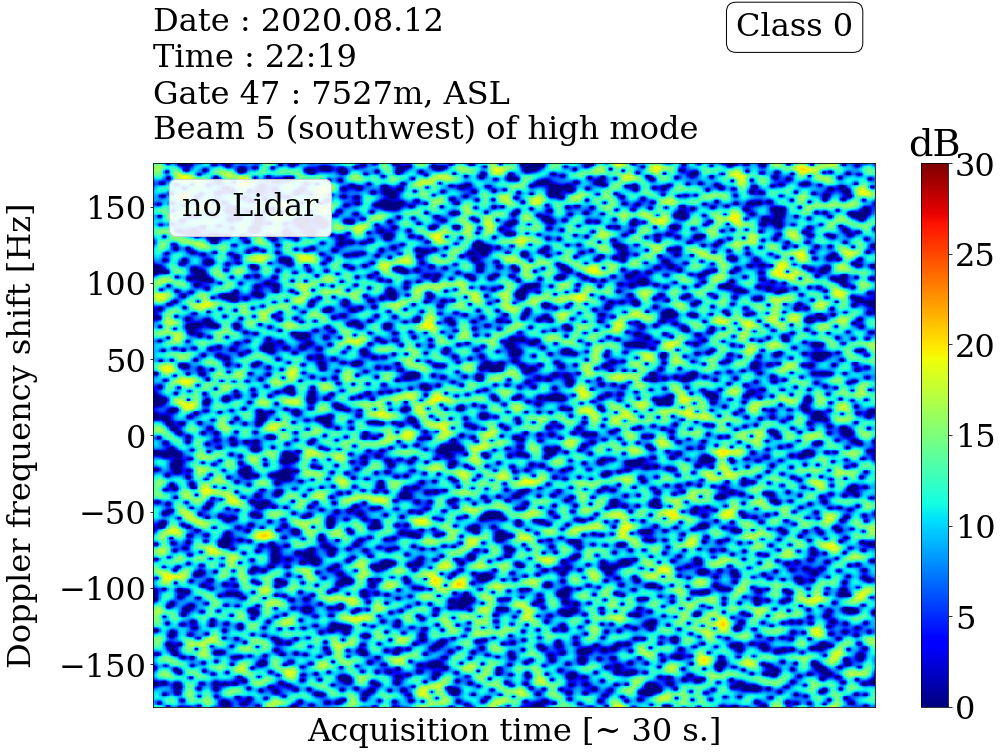 Date : 2020.08.12
Time : 22:19
Gate 47 : 7527m, ASL
Beam 5 (southwest) of high mode
Class 0
dB
no Lidar
Doppler frequency shift [Hz]
150
100
50
0
−50
−100
−150
30
25
20
15
10
5
0
Acquisition time [~ 30 s.]